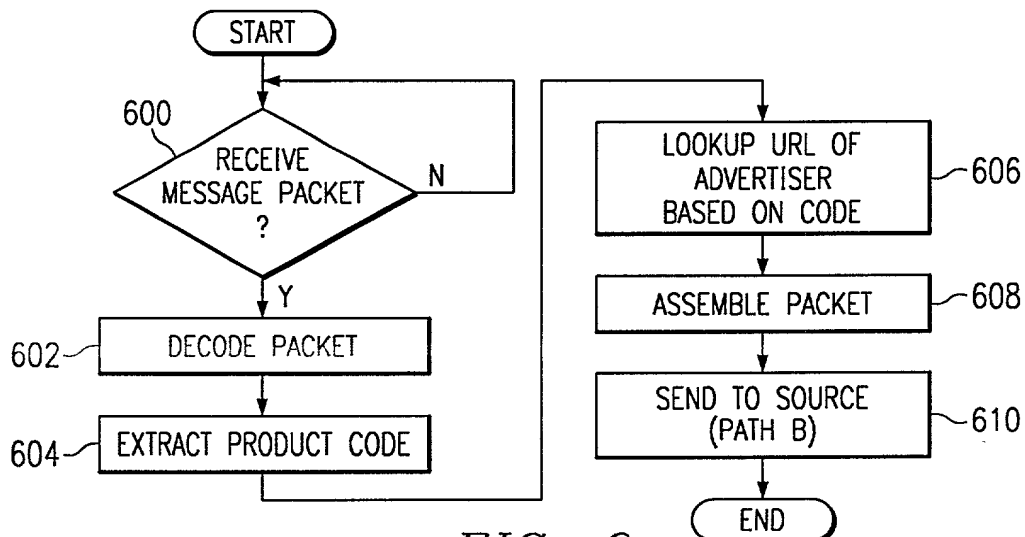 START
600
RECEIVE
MESSAGE PACKET
?
N
Y
602
DECODE PACKET
604
EXTRACT PRODUCT CODE
LOOKUP URL OF
ADVERTISER
BASED ON CODE
606
ASSEMBLE PACKET
608
SEND TO SOURCE
(PATH B)
610
END